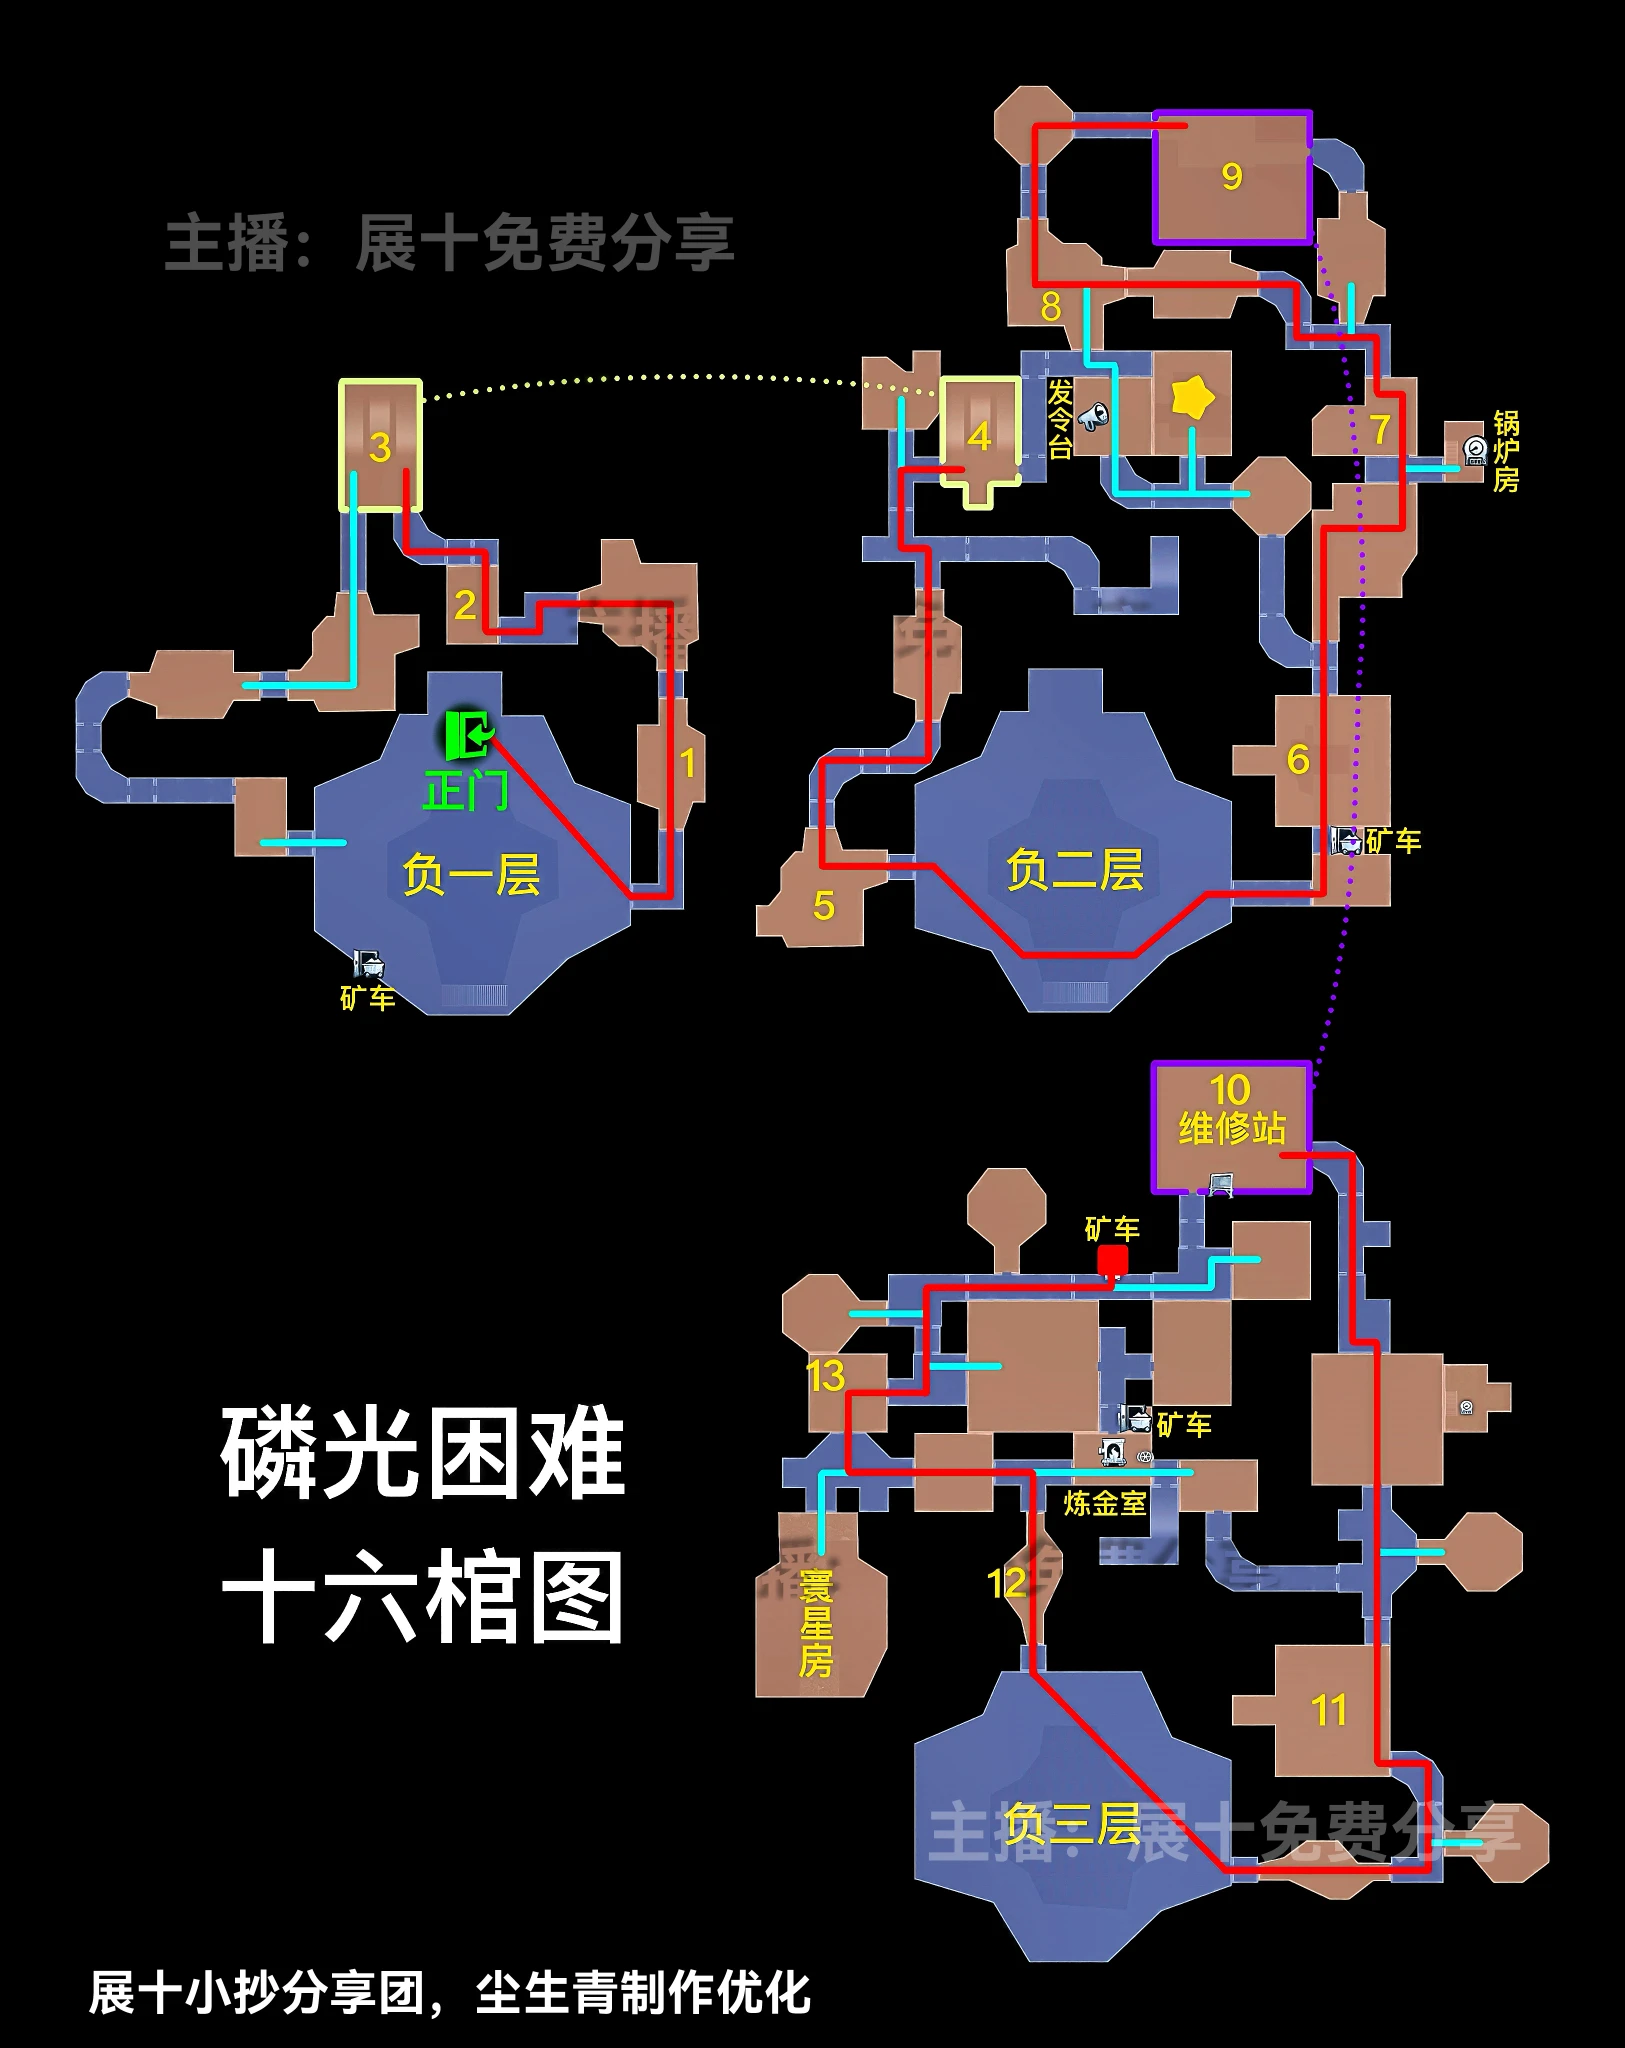 主播：展十免费分享
9
8
3
4
发令台
7
锅炉房
2
1
正门
6
矿车
负一层
负二层
5
矿车
10
维修站
矿车
13
矿车
磷光困难
炼金室
十六棺图
寰星房
12
11
负三层
主播：展十免费分享
展十小抄分享团，尘生青制作优化